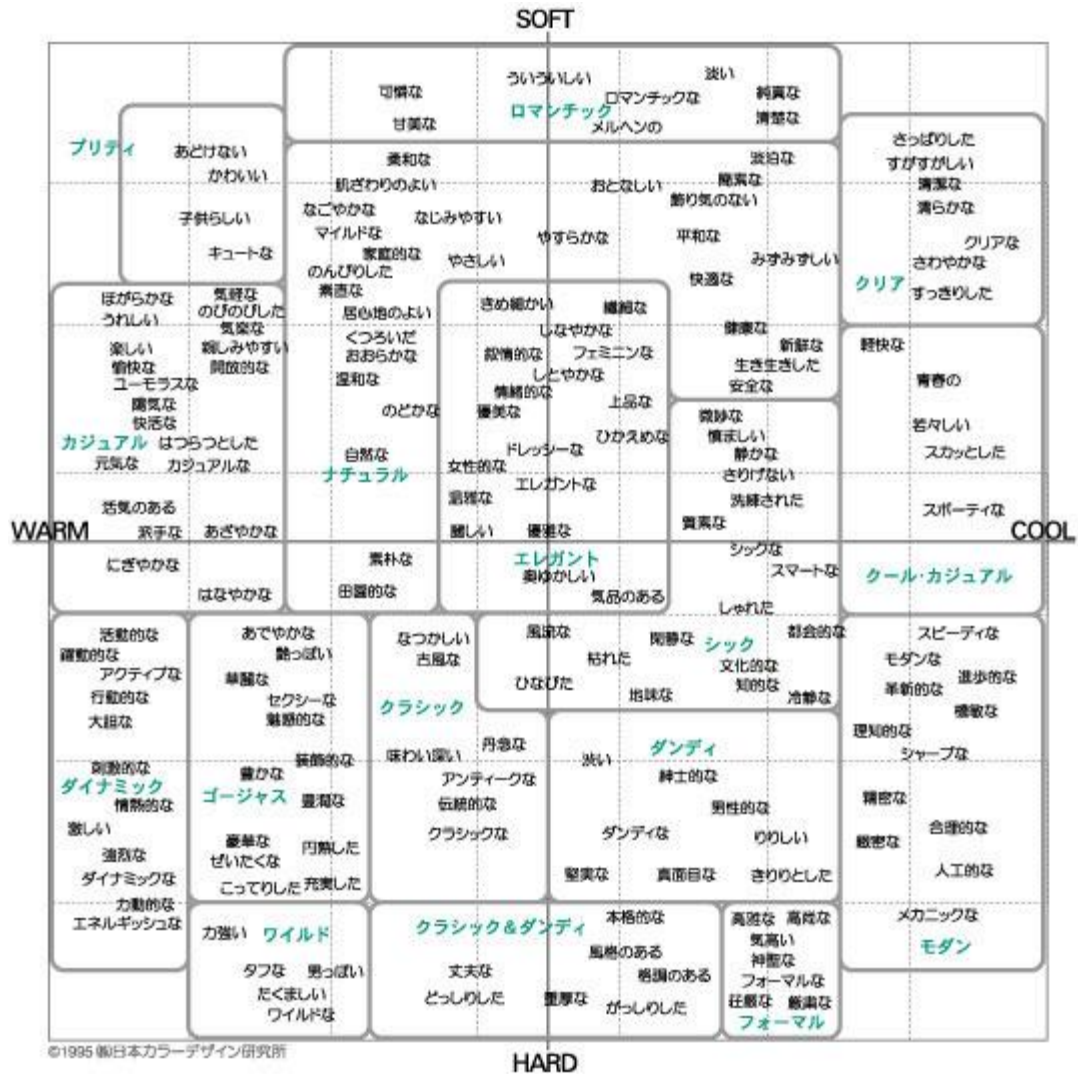 SOFT
ういういしい
淡い
可憐な
ロマンチックな
純真な
ロマンチック
甘美な
メルヘンの
清楚な
プリティ
あどけない
かわいい
子供らしい
キュートな
柔和な
淡泊な
肌ざわりのよい
おとなしい
簡素な
飾り気のない
なごやかな
なじみやすい
マイルドな
やすらかな
平和な
家庭的な
やさしい
みずみずしい
のんびりした
快適な
素直な
居心地のよい
くつろいだ
おおらかな
温和な
のどかな
自然な
ナチュラル
素朴な
田園的な
健康な
新鮮な
生き生きした
安全な
さっぱりした
すがすがしい
清潔な
清らかな
クリアな
さわやかな
クリア
すっきりした
ほがらかな
気軽な
うれしい
のびのびした
気楽な
楽しい
親しみやすい
愉快な
開放的な
ユーモラスな
陽気な
快活な
カジュアル
はつらつとした
元気な
カジュアルな
活気のある
派手な
あざやかな
にぎやかな
はなやかな
きめ細かい
繊細な
しなやかな
叙情的な
フェミニンな
しとやかな
情緒的な
優美な
上品な
ひかえめな
ドレッシーな
女性的な
エレガントな
温雅な
麗しい
優雅な
エレガント
奥ゆかしい
気品のある
微妙な
慎ましい
静かな
さりげない
洗練された
質素な
シックな
スマートな
しゃれた
風流な
閑静な
シック
都会的な
枯れた
文化的な
ひなびた
知的な
地味な
冷静な
軽快な
青春の
若々しい
スカッとした
スポーティな
クール・カジュアル
WARM
COOL
活動的な
躍動的な
アクティブな
行動的な
大胆な
刺激的な
ダイナミック
情熱的な
激しい
強烈な
ダイナミックな
力動的な
エネルギッシュな
あでやかな
艶っぽい
華麗な
セクシーな
魅惑的な
装飾的な
豊かな
ゴージャス
豊潤な
豪華な
円熟した
ぜいたくな
こってりした
充実した
なつかしい
古風な
クラシック
味わい深い
円念な
アンティークな
伝統的な
クラシックな
ダンディ
渋い
紳士的な
男性的な
ダンディな
りりしい
堅実な
真面目な
きりりとした
スピーディな
モダンな
進歩的な
革新的な
機敏な
理知的な
シャープな
精密な
合理的な
厳密な
人工的な
メカニックな
モダン
力強い
ワイルド
タフな
男っぽい
たくましい
ワイルドな
クラシック&ダンディ
本格的な
風格のある
丈夫な
格調のある
どっしりした
重厚な
がっしりした
高雅な
高尚な
気高い
神聖な
フォーマルな
荘厳な
厳粛な
フォーマル
HARD
©1995 ㈱日本カラーデザイン研究所